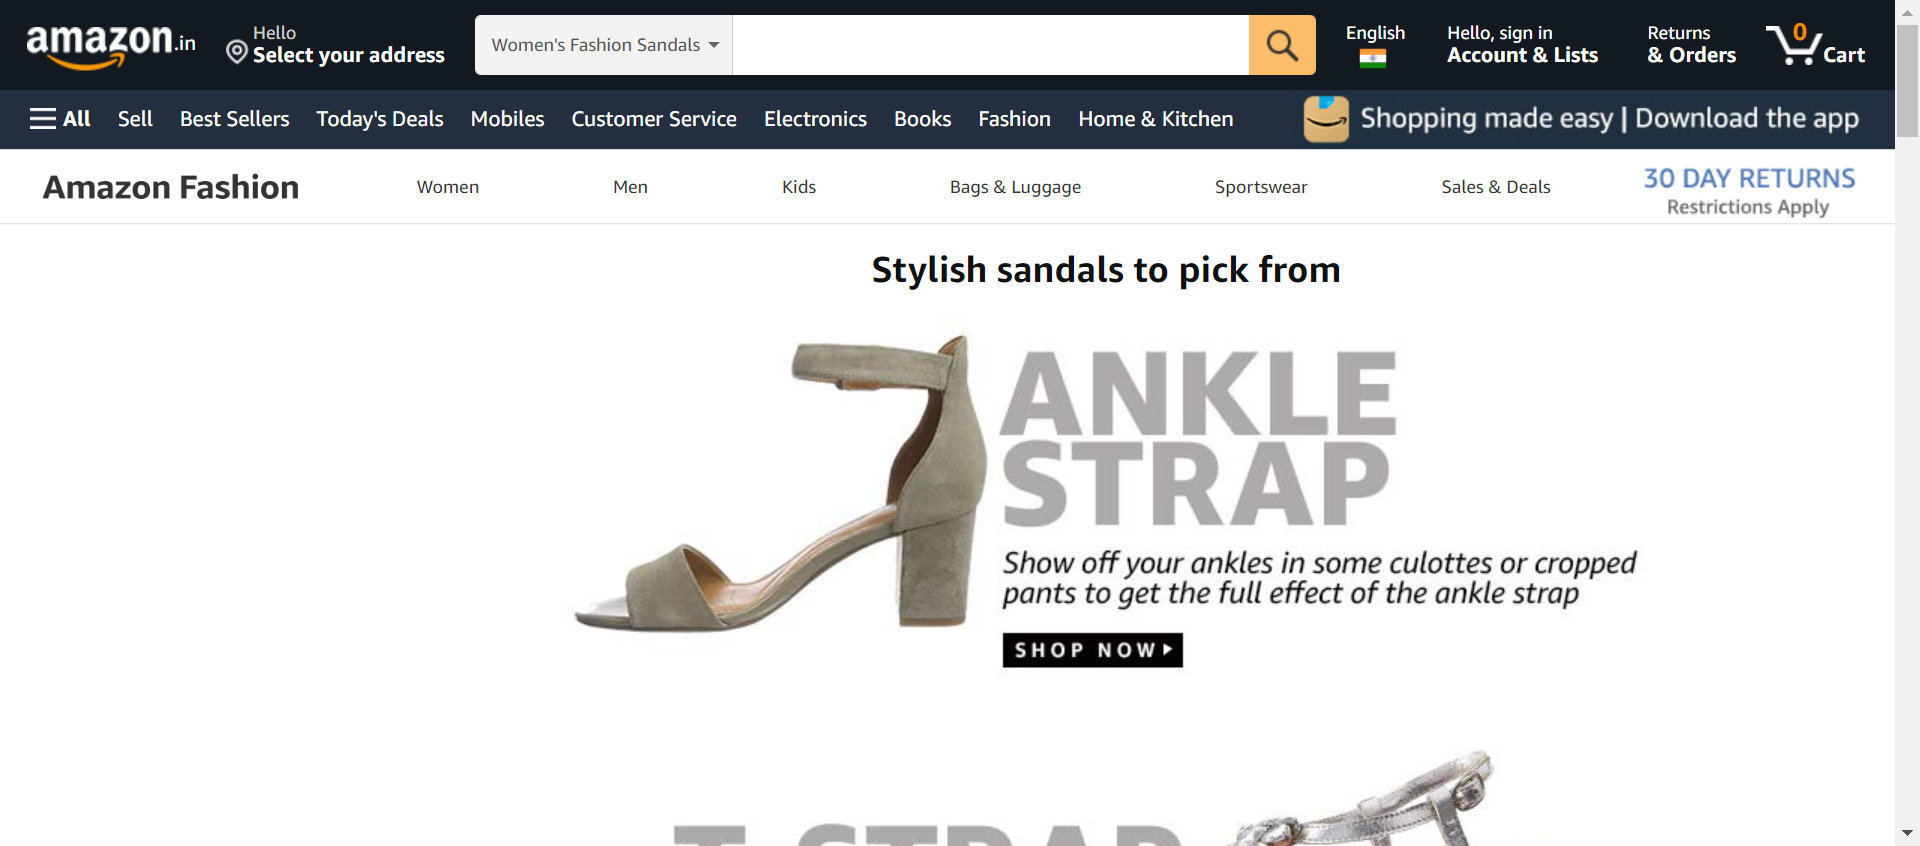 amazon.in
Hello
Select your address
Women's Fashion Sandals
English
Hello, sign in
Account & Lists
Returns
& Orders
0
Cart
All
Sell
Best Sellers
Today's Deals
Mobiles
Customer Service
Electronics
Books
Fashion
Home & Kitchen
Shopping made easy | Download the app
Amazon Fashion
Women
Men
Kids
Bags & Luggage
Sportswear
Sales & Deals
30 DAY RETURNS
Restrictions Apply
Stylish sandals to pick from
ANKLE
STRAP
Show off your ankles in some culottes or cropped
pants to get the full effect of the ankle strap
SHOP NOW
T-STRAP